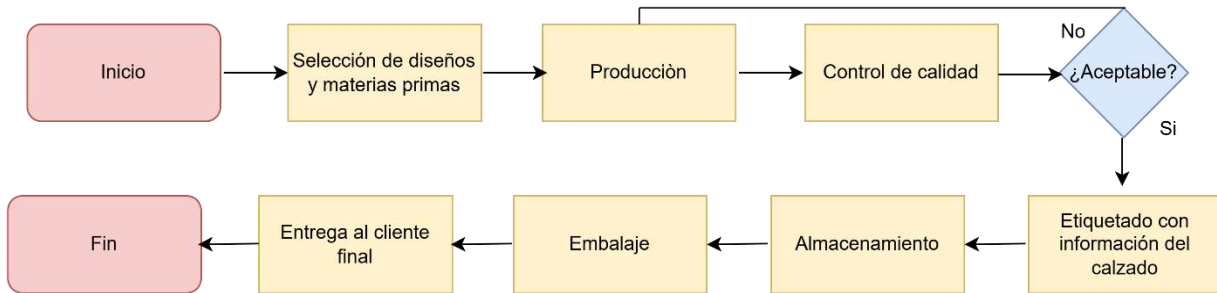 Inicio
Selección de diseños
y materias primas
Producciòn
Control de calidad
No
¿Aceptable?
Si
Fin
Entrega al cliente
final
Embalaje
Almacenamiento
Etiquetado con
información del
calzado